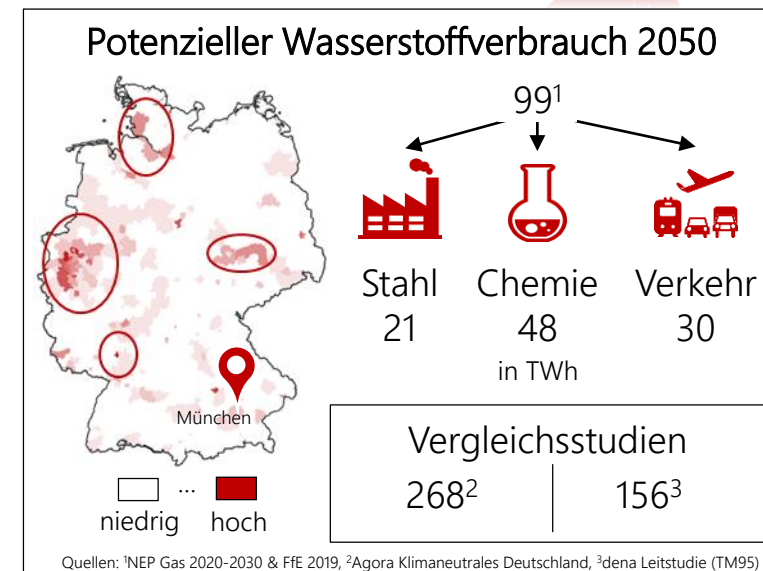 Potenzieller Wasserstoffverbrauch 2050
99¹
Stahl Chemie Verkehr
21 48 30
in TWh
München
niedrig ... hoch
Vergleichsstudien
268² 156³
Quellen: ¹NEP Gas 2020-2030 & FfE 2019, ²Agora Klimaneutrales Deutschland, ³dena Leitstudie (TM95)